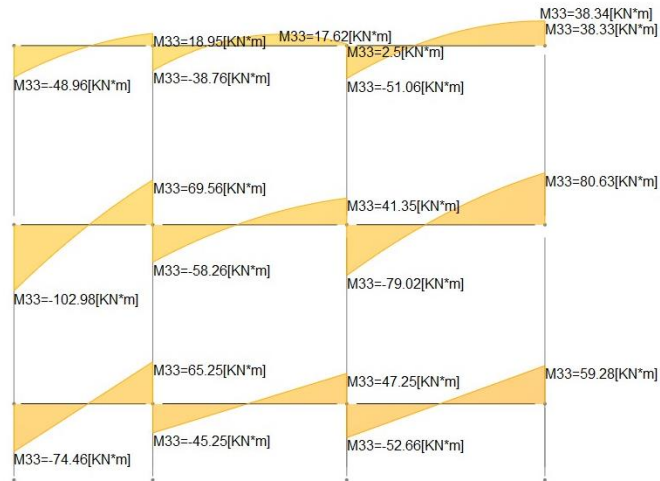 M33=38.34[KN*m]
M33=38.33[KN*m]
M33=18.95[KN*m]
M33=17.62[KN*m]
M33=2.5[KN*m]
M33=-48.96[KN*m]
M33=-38.76[KN*m]
M33=-51.06[KN*m]
M33=69.56[KN*m]
M33=41.35[KN*m]
M33=80.63[KN*m]
M33=-58.26[KN*m]
M33=-79.02[KN*m]
M33=-102.98[KN*m]
M33=65.25[KN*m]
M33=47.25[KN*m]
M33=59.28[KN*m]
M33=-45.25[KN*m]
M33=-52.66[KN*m]
M33=-74.46[KN*m]